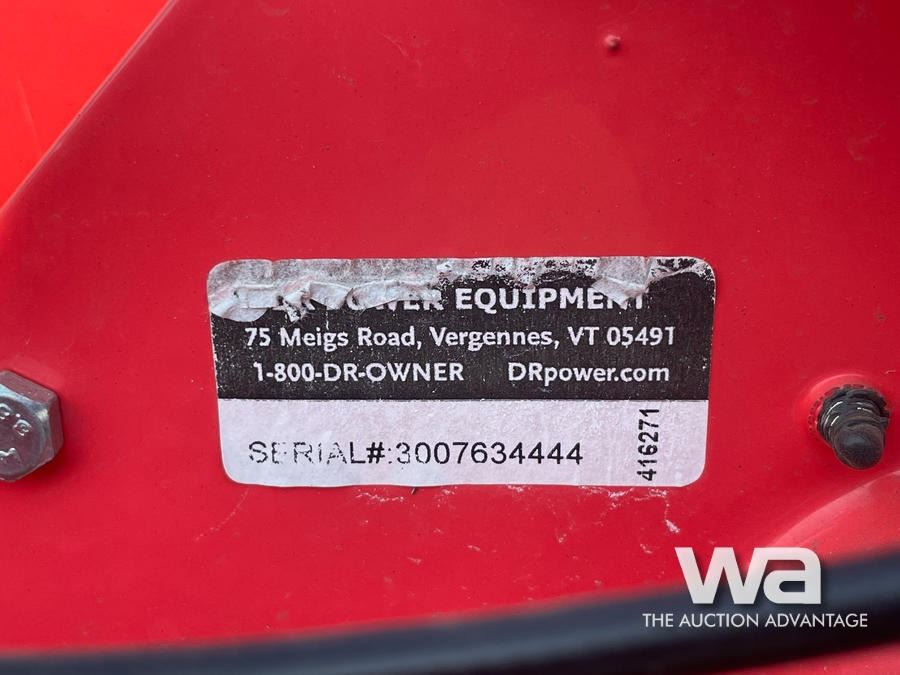 POWER EQUIPMENT
75 Meigs Road, Vergennes, VT 05491
1-800-DR-OWNER DRpower.com
SERIAL#:3007634444
416271
wa
THE AUCTION ADVANTAGE